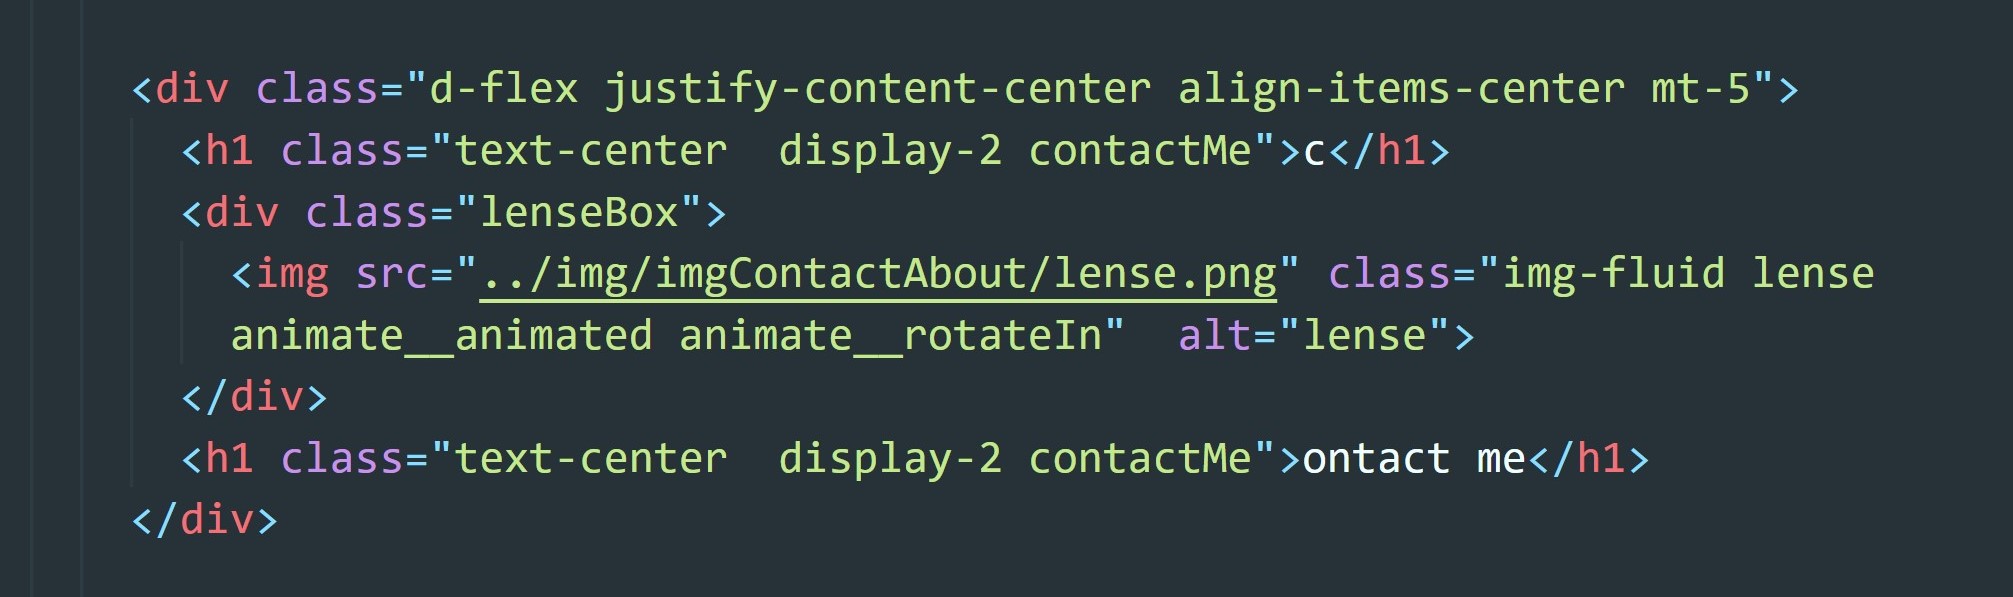 <div class="d-flex justify-content-center align-items-center mt-5">
<h1 class="text-center  display-2 contactMe">c</h1>
<div class="lenseBox">
<img src="../img/imgContactAbout/lense.png" class="img-fluid lense
animate__animated animate__rotateIn"  alt="lense">
</div>
<h1 class="text-center  display-2 contactMe">ontact me</h1>
</div>